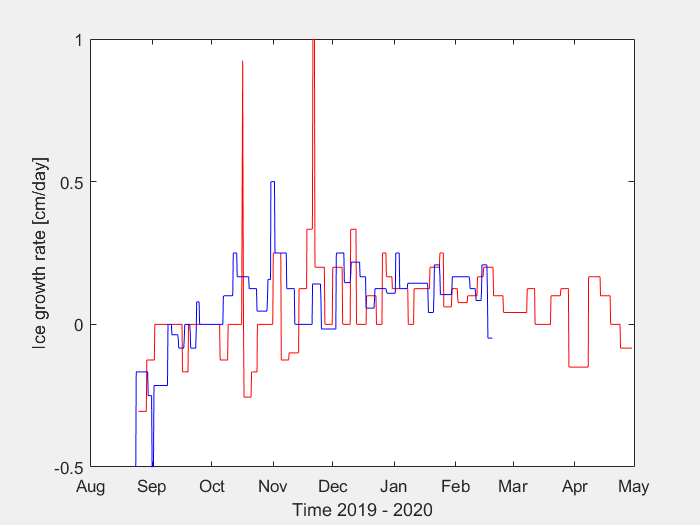 1
0.5
0
-0.5
Ice growth rate [cm/day]
Aug Sep Oct Nov Dec Jan Feb Mar Apr May
Time 2019 - 2020